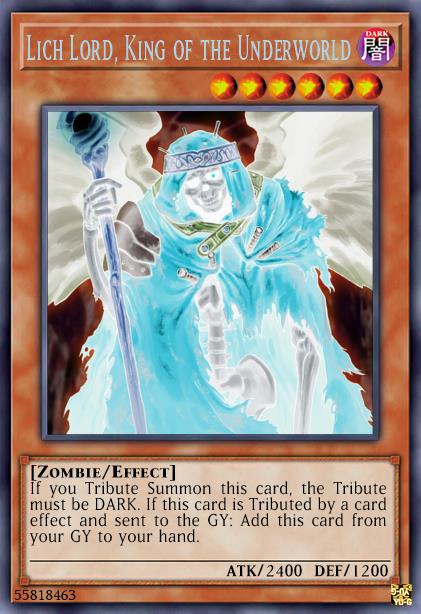 Lich Lord, King of the Underworld
DARK
闇
[Zombie/Effect]
If you Tribute Summon this card, the Tribute
must be DARK. If this card is Tributed by a card
effect and sent to the GY: Add this card from
your GY to your hand.
ATK/2400 DEF/1200
55818463